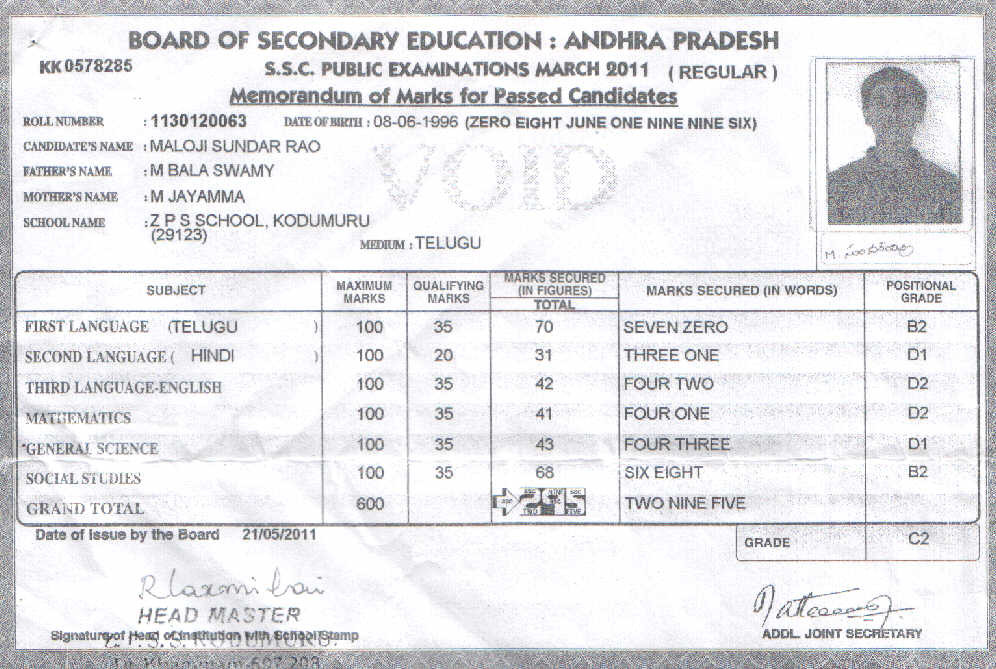 BOARD OF SECONDARY EDUCATION : ANDHRA PRADESH
KK 0578285 S.S.C. PUBLIC EXAMINATIONS MARCH 2011 ( REGULAR )
Memorandum of Marks for Passed Candidates
ROLL NUMBER : 1130120063 DATE OF BIRTH : 08-06-1996 (ZERO EIGHT JUNE ONE NINE NINE SIX)
CANDIDATE'S NAME : MALOJI SUNDAR RAO
FATHER'S NAME : M BALA SWAMY
VOID
MOTHER'S NAME : M JAYAMMA
SCHOOL NAME : Z P S SCHOOL, KODUMURU
(29123)
MEDIUM : TELUGU
SUBJECT MAXIMUM MARKS QUALIFYING MARKS MARKS SECURED (IN FIGURES) TOTAL MARKS SECURED (IN WORDS) POSITIONAL GRADE
FIRST LANGUAGE (TELUGU ) 100 35 70 SEVEN ZERO B2
SECOND LANGUAGE ( HINDI ) 100 20 31 THREE ONE D1
THIRD LANGUAGE-ENGLISH 100 35 42 FOUR TWO D2
MATHEMATICS 100 35 41 FOUR ONE D2
GENERAL SCIENCE 100 35 43 FOUR THREE D1
SOCIAL STUDIES 100 35 68 SIX EIGHT B2
GRAND TOTAL 600 295 TWO NINE FIVE
Date of Issue by the Board 21/05/2011 GRADE C2
R Laxmi bai
HEAD MASTER
Signature of Head of Institution with School Stamp
Z. P. S. S. KODUMURU.
ADDL. JOINT SECRETARY